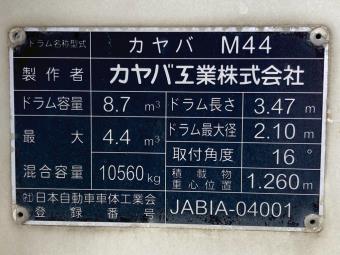 ドラム名称型式 カヤバ M44
製作者 カヤバ工業株式会社
ドラム容量 8.7 m³ ドラム長さ 3.47 m
最大 4.4 m³ ドラム最大径 2.10 m
混合容量 10560kg 取付角度 16 °
積載物重心位置 1.260m
㈳日本自動車車体工業会
登録番号 JABIA-04001